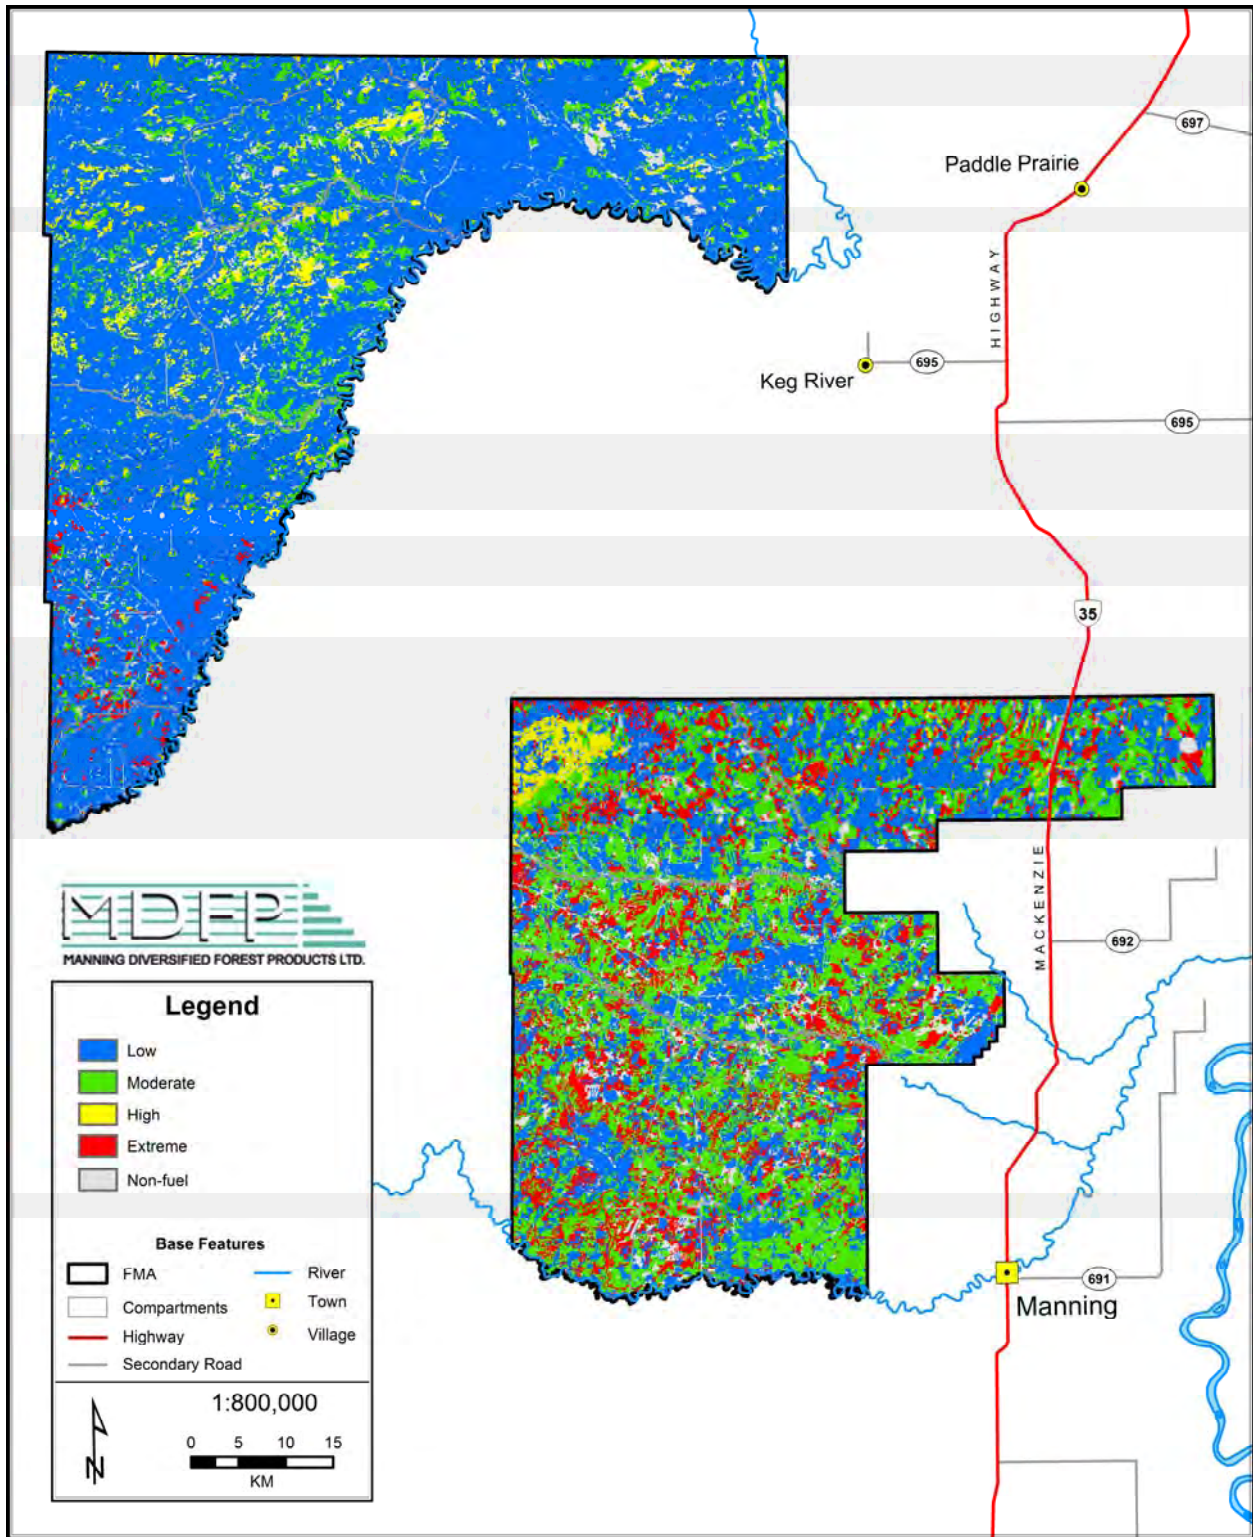 697
Paddle Prairie
HIGHWAY
695
Keg River
695
35
MDFP
MANNING DIVERSIFIED FOREST PRODUCTS LTD.
MACKENZIE
692
Legend
Low
Moderate
High
Extreme
Non-fuel
Base Features
FMA
River
Compartments
Town
Highway
Village
Secondary Road
691
Manning
1:800,000
0 5 10 15
KM
N